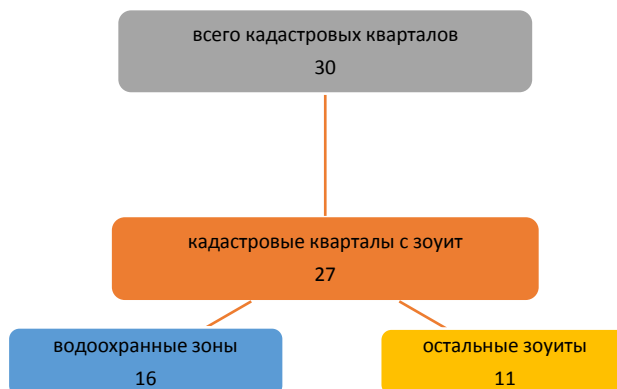 всего кадастровых кварталов
30
кадастровые кварталы с зоуит
27
водоохранные зоны
16
остальные зоуиты
11